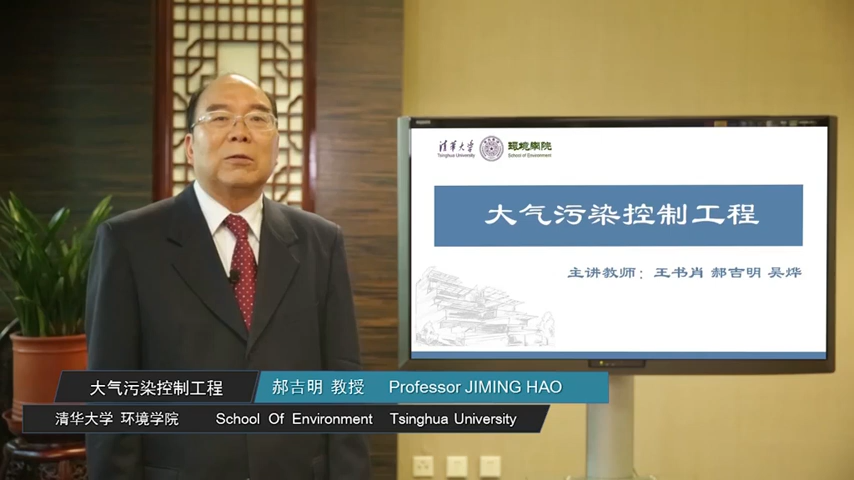 清华大学
Tsinghua University
環境學院
School of Environment
大气污染控制工程
主讲教师：王书肖 郝吉明 吴烨
大气污染控制工程
郝吉明 教授 Professor JIMING HAO
清华大学 环境学院 School Of Environment Tsinghua University